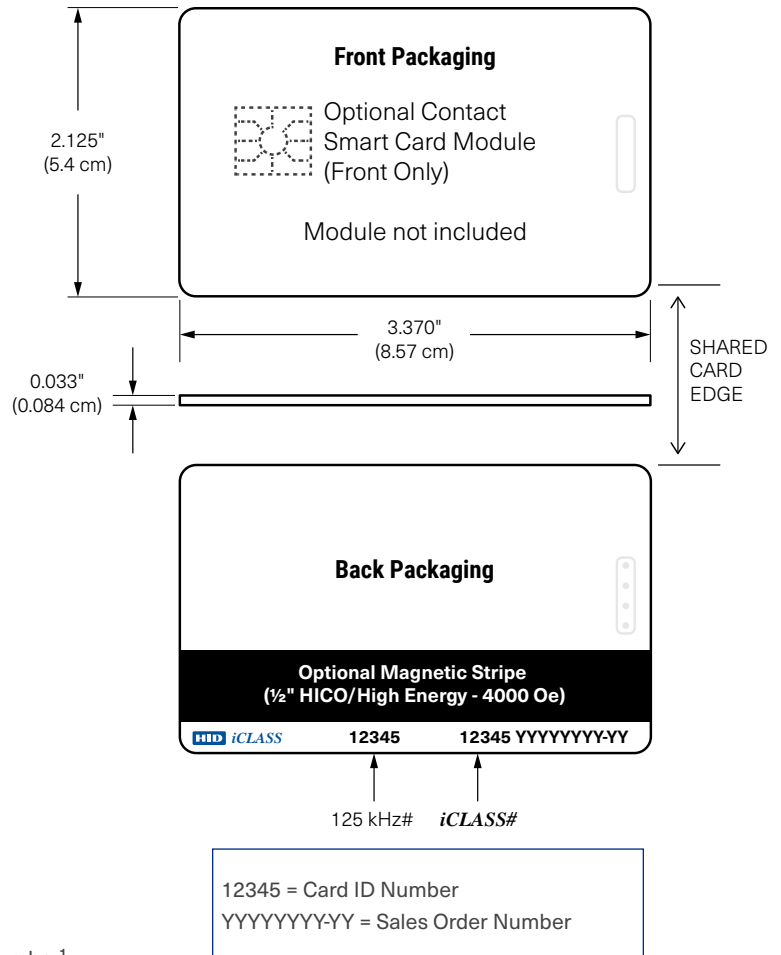 Front Packaging
Optional Contact
Smart Card Module
(Front Only)
Module not included
2.125"
(5.4 cm)
3.370"
(8.57 cm)
SHARED
CARD
EDGE
0.033"
(0.084 cm)
Back Packaging
Optional Magnetic Stripe
(½" HICO/High Energy - 4000 Oe)
HID iCLASS 12345 12345 YYYYYYYY-YY
125 kHz# iCLASS#
12345 = Card ID Number
YYYYYYYY-YY = Sales Order Number